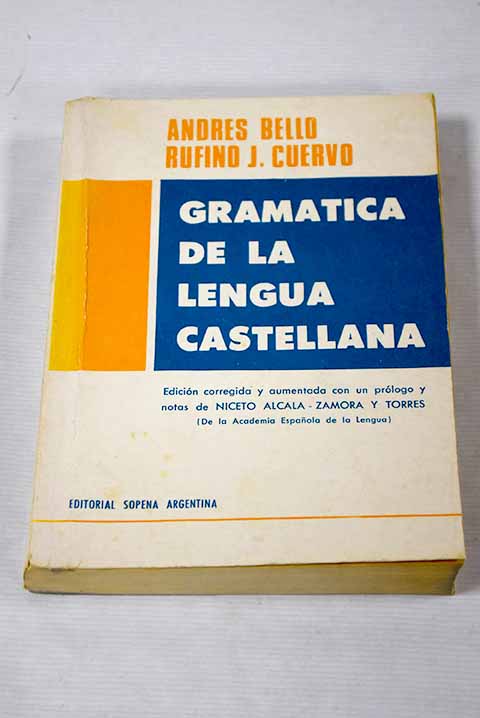 ANDRES BELLO
RUFINO J. CUERVO
GRAMATICA
DE LA
LENGUA
CASTELLANA
Edición corregida y aumentada con un prólogo y
notas de NICETO ALCALA - ZAMORA Y TORRES
(De la Academia Española de la Lengua)
EDITORIAL SOPENA ARGENTINA